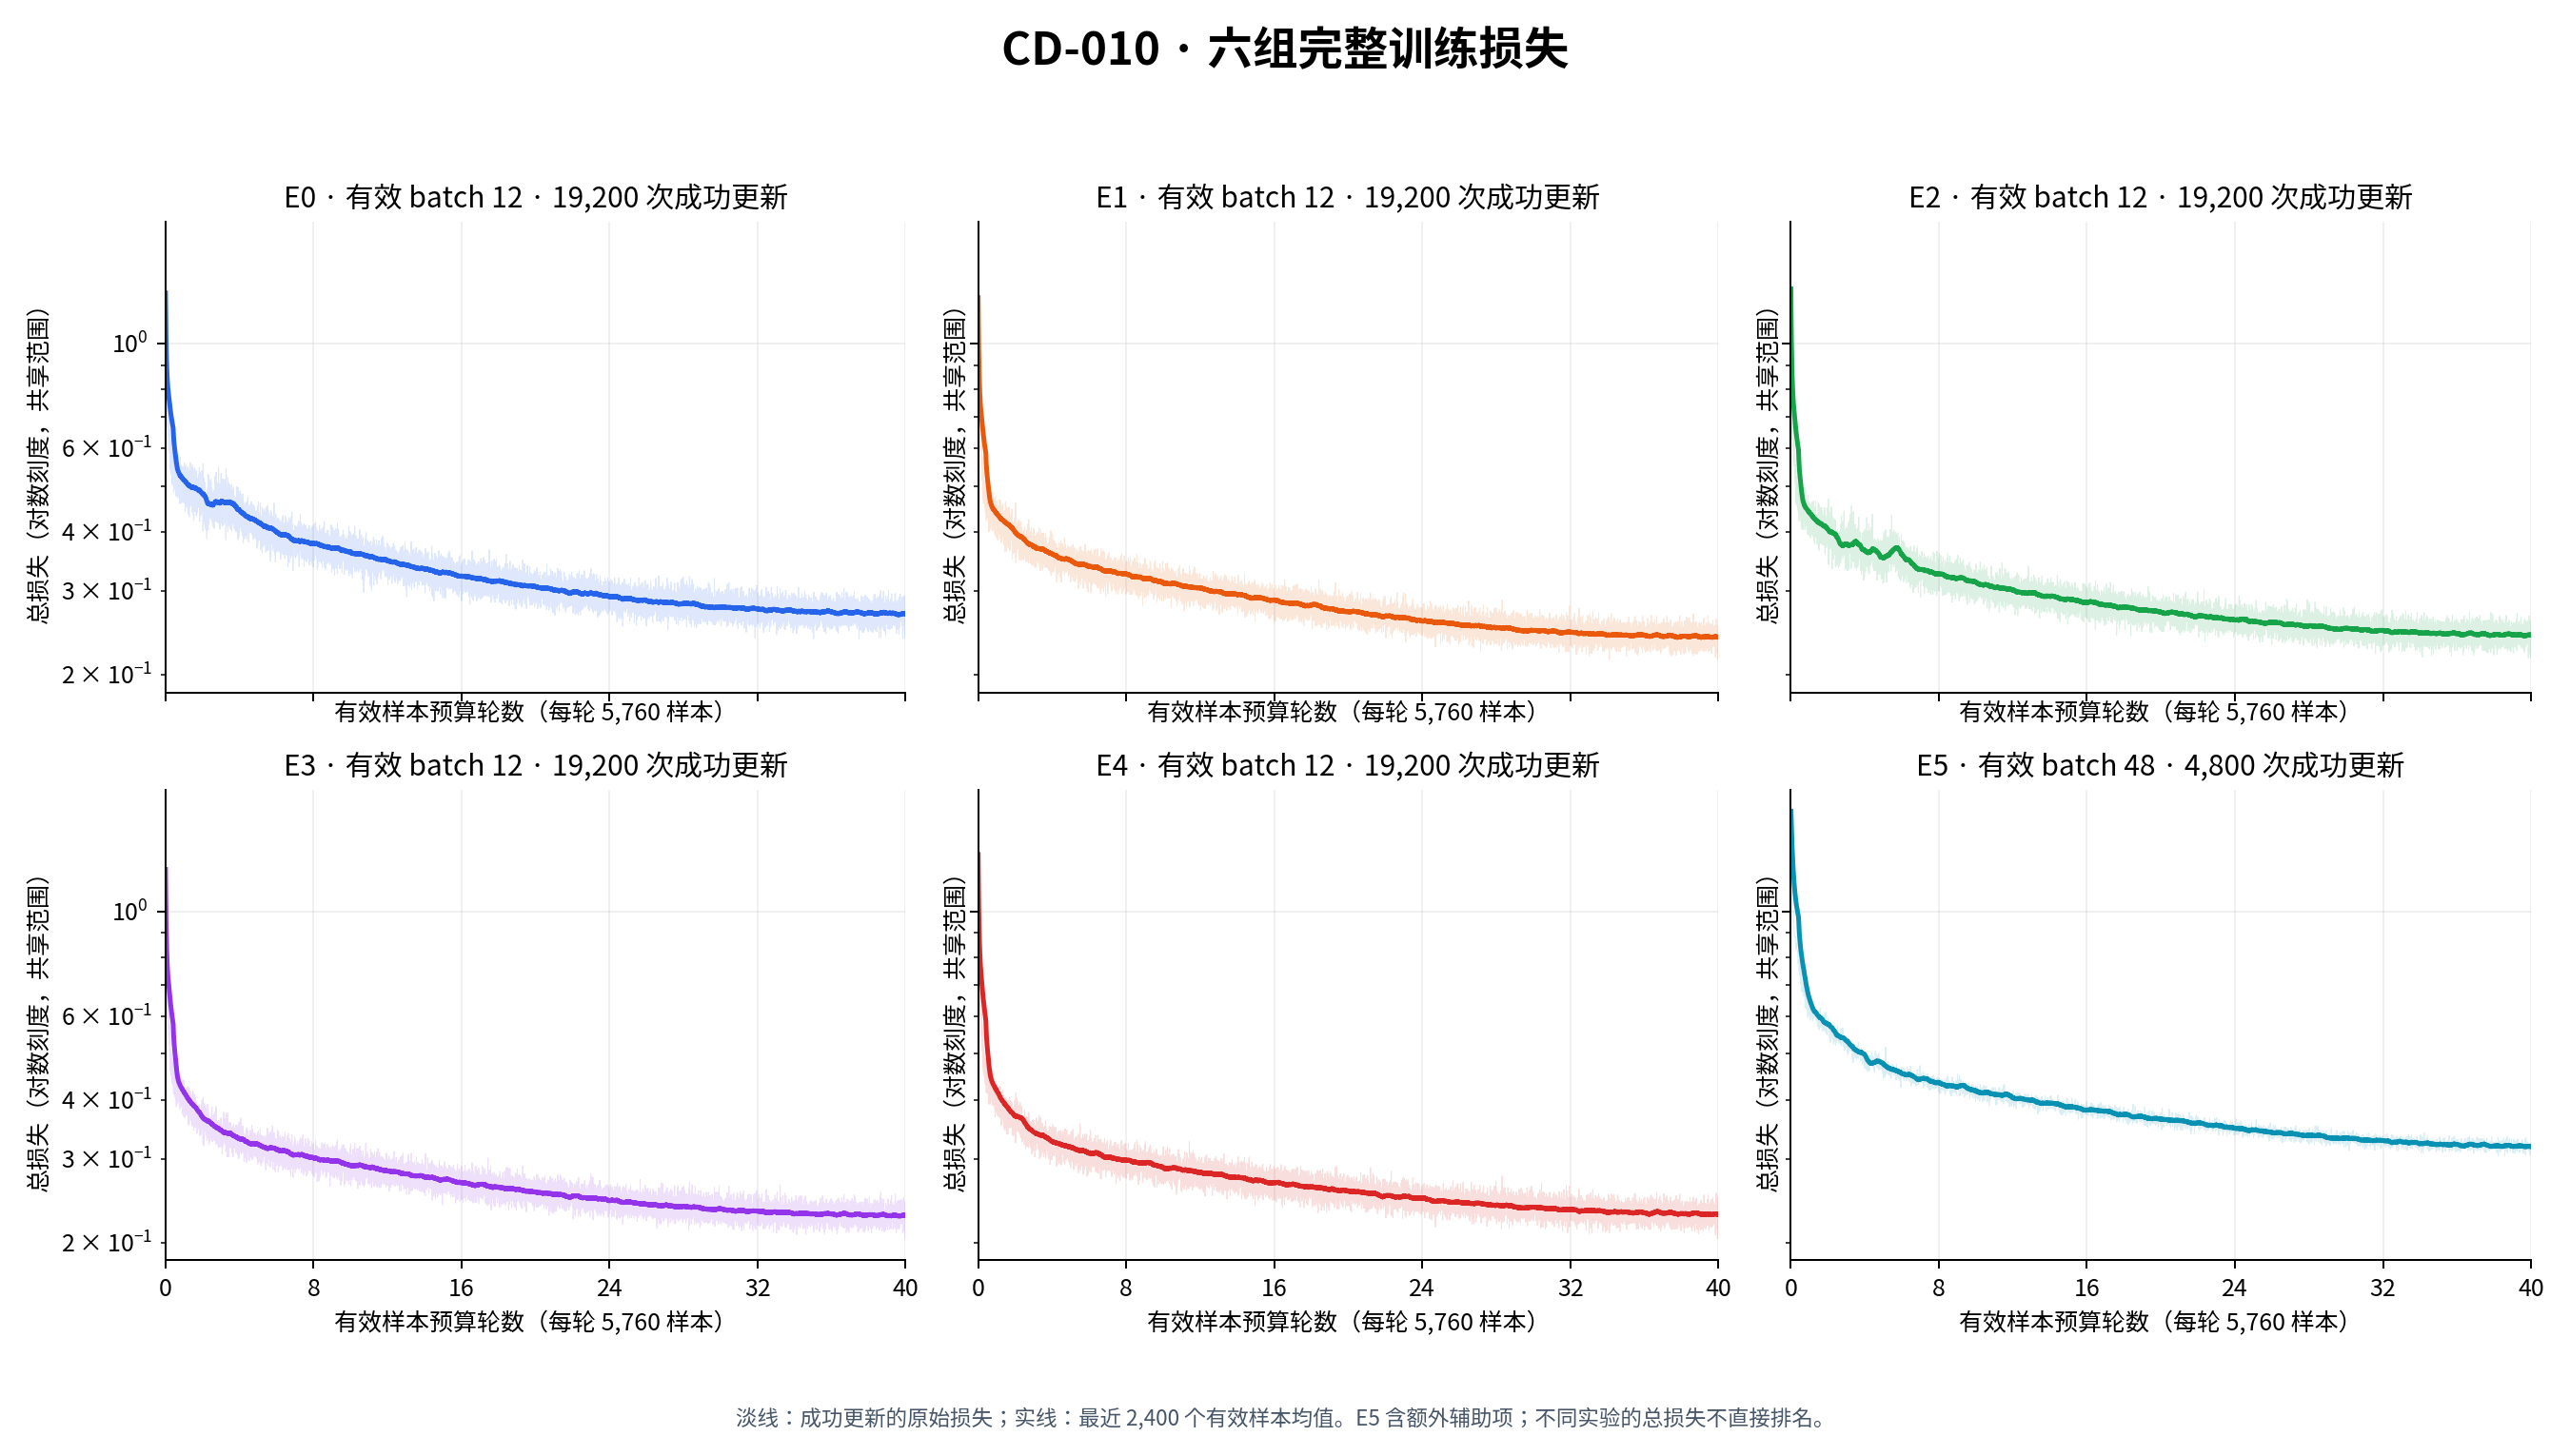 CD-010 · 六组完整训练损失
E0 · 有效 batch 12 · 19,200 次成功更新
E1 · 有效 batch 12 · 19,200 次成功更新
E2 · 有效 batch 12 · 19,200 次成功更新
总损失（对数刻度，共享范围）
10⁰
6 × 10⁻¹
4 × 10⁻¹
3 × 10⁻¹
2 × 10⁻¹
总损失（对数刻度，共享范围）
总损失（对数刻度，共享范围）
有效样本预算轮数（每轮 5,760 样本）
有效样本预算轮数（每轮 5,760 样本）
有效样本预算轮数（每轮 5,760 样本）
E3 · 有效 batch 12 · 19,200 次成功更新
E4 · 有效 batch 12 · 19,200 次成功更新
E5 · 有效 batch 48 · 4,800 次成功更新
总损失（对数刻度，共享范围）
10⁰
6 × 10⁻¹
4 × 10⁻¹
3 × 10⁻¹
2 × 10⁻¹
总损失（对数刻度，共享范围）
总损失（对数刻度，共享范围）
0 8 16 24 32 40
0 8 16 24 32 40
0 8 16 24 32 40
有效样本预算轮数（每轮 5,760 样本）
有效样本预算轮数（每轮 5,760 样本）
有效样本预算轮数（每轮 5,760 样本）
淡线：成功更新的原始损失；实线：最近 2,400 个有效样本均值。E5 含额外辅助项；不同实验的总损失不直接排名。